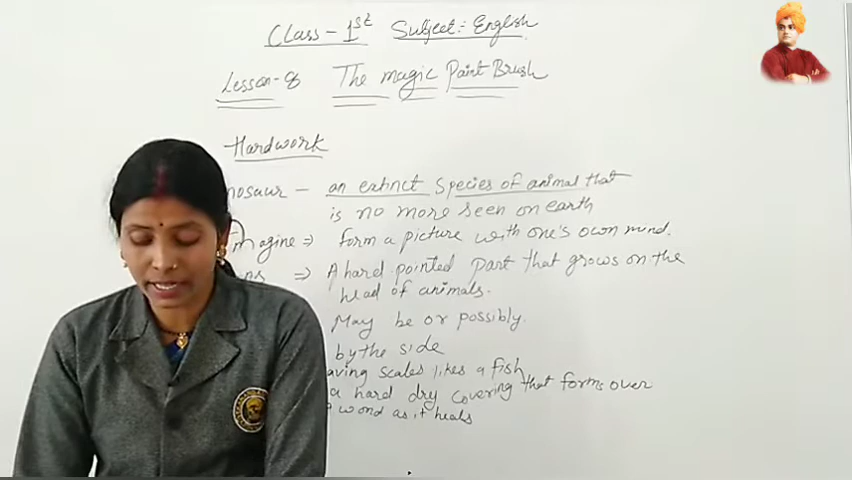 Class - 1st Subject:- English
Lesson-8 The magic Paint Brush
Hardwork
nosaur – an extinct species of animal that
is no more seen on earth
Imagine ⇒ form a picture with one's own mind.
ns ⇒ A hard pointed part that grows on the
head of animals.
May be or possibly.
by the side
aving scales likes a fish
a hard dry covering that forms over
wond as it heals